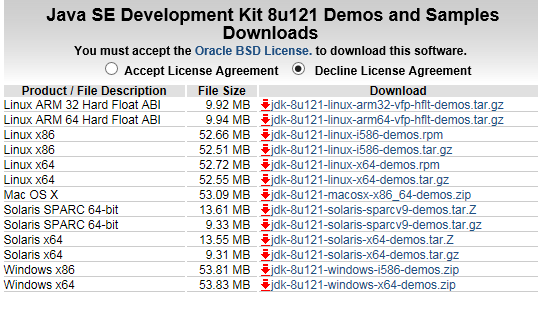 Java SE Development Kit 8u121 Demos and Samples
Downloads
You must accept the Oracle BSD License. to download this software.
Accept License Agreement Decline License Agreement
Product / File Description File Size Download
Linux ARM 32 Hard Float ABI 9.92 MB jdk-8u121-linux-arm32-vfp-hflt-demos.tar.gz
Linux ARM 64 Hard Float ABI 9.94 MB jdk-8u121-linux-arm64-vfp-hflt-demos.tar.gz
Linux x86 52.66 MB jdk-8u121-linux-i586-demos.rpm
Linux x86 52.51 MB jdk-8u121-linux-i586-demos.tar.gz
Linux x64 52.72 MB jdk-8u121-linux-x64-demos.rpm
Linux x64 52.55 MB jdk-8u121-linux-x64-demos.tar.gz
Mac OS X 53.09 MB jdk-8u121-macosx-x86_64-demos.zip
Solaris SPARC 64-bit 13.61 MB jdk-8u121-solaris-sparcv9-demos.tar.Z
Solaris SPARC 64-bit 9.33 MB jdk-8u121-solaris-sparcv9-demos.tar.gz
Solaris x64 13.55 MB jdk-8u121-solaris-x64-demos.tar.Z
Solaris x64 9.31 MB jdk-8u121-solaris-x64-demos.tar.gz
Windows x86 53.81 MB jdk-8u121-windows-i586-demos.zip
Windows x64 53.83 MB jdk-8u121-windows-x64-demos.zip